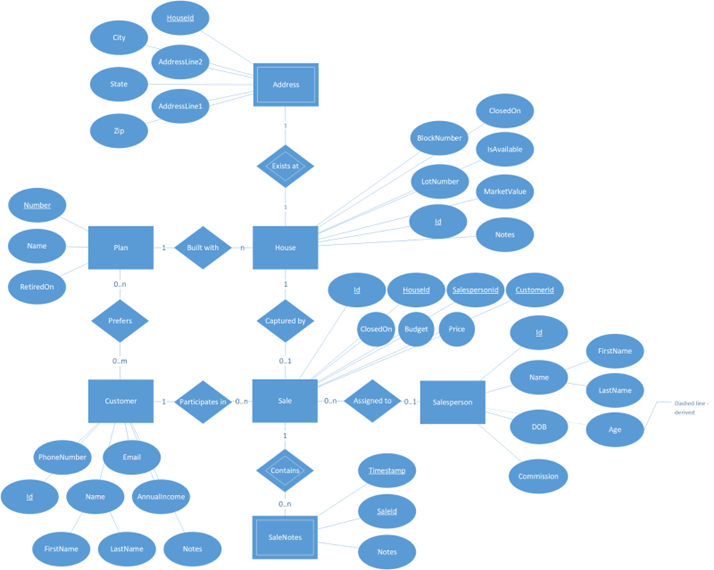 HouseId
City
AddressLine2
Address
State
AddressLine1
Zip
1
ClosedOn
BlockNumber
IsAvailable
Exists at
LotNumber
MarketValue
Number
1
Id
Notes
Name
Plan
1
Built with
n
House
RetiredOn
0..n
1
Id
HouseId
SalespersonId
CustomerId
Prefers
Captured by
ClosedOn
Budget
Price
Id
FirstName
0..m
0..1
Name
LastName
Customer
1
Participates in
0..n
Sale
0..n
Assigned to
0..1
Salesperson
Dashed line -
derived
DOB
Age
1
PhoneNumber
Email
Contains
Timestamp
Commission
Id
Name
AnnualIncome
0..n
SaleId
SaleNotes
FirstName
LastName
Notes
Notes